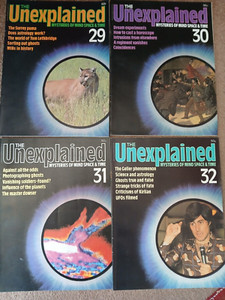 THE
Unexplained
MYSTERIES OF MIND SPACE & TIME
The Surrey puma
Does astrology work?
The world of Tom Lethbridge
Sorting out ghosts
UFOs in history
29
THE
Unexplained
MYSTERIES OF MIND SPACE & TIME
Dream experiments
How to cast a horoscope
Intruders from elsewhere
A regional exorcism
Coincidences
30
THE
Unexplained
MYSTERIES OF MIND SPACE & TIME
Against all the odds
Photographing ghosts
Vanishing soldiers-found?
Influence of the planets
The master dowser
31
THE
Unexplained
MYSTERIES OF MIND SPACE & TIME
The Geller phenomenon
Science and astrology
Ghosts true and false
Strange tricks of fate
Criticisms of Kirlian
UFOs filmed
32